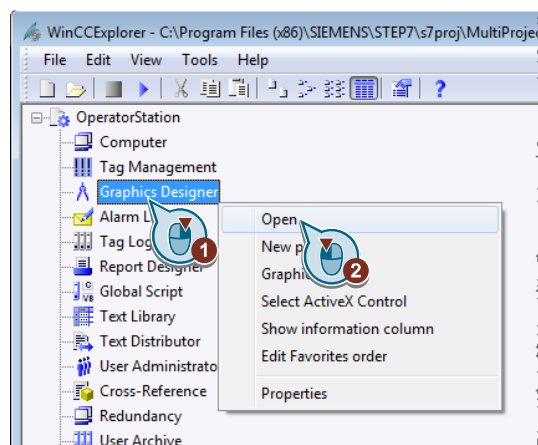 WinCCExplorer - C:\Program Files (x86)\SIEMENS\STEP7\s7proj\MultiProje
File Edit View Tools Help
OperatorStation
Computer
Tag Management
Graphics Designer
Alarm L
Tag Log
Report Designer
Global Script
Text Library
Text Distributor
User Administrato
Cross-Reference
Redundancy
User Archive
Open
New p
Graphic
Select ActiveX Control
Show information column
Edit Favorites order
Properties
1
2